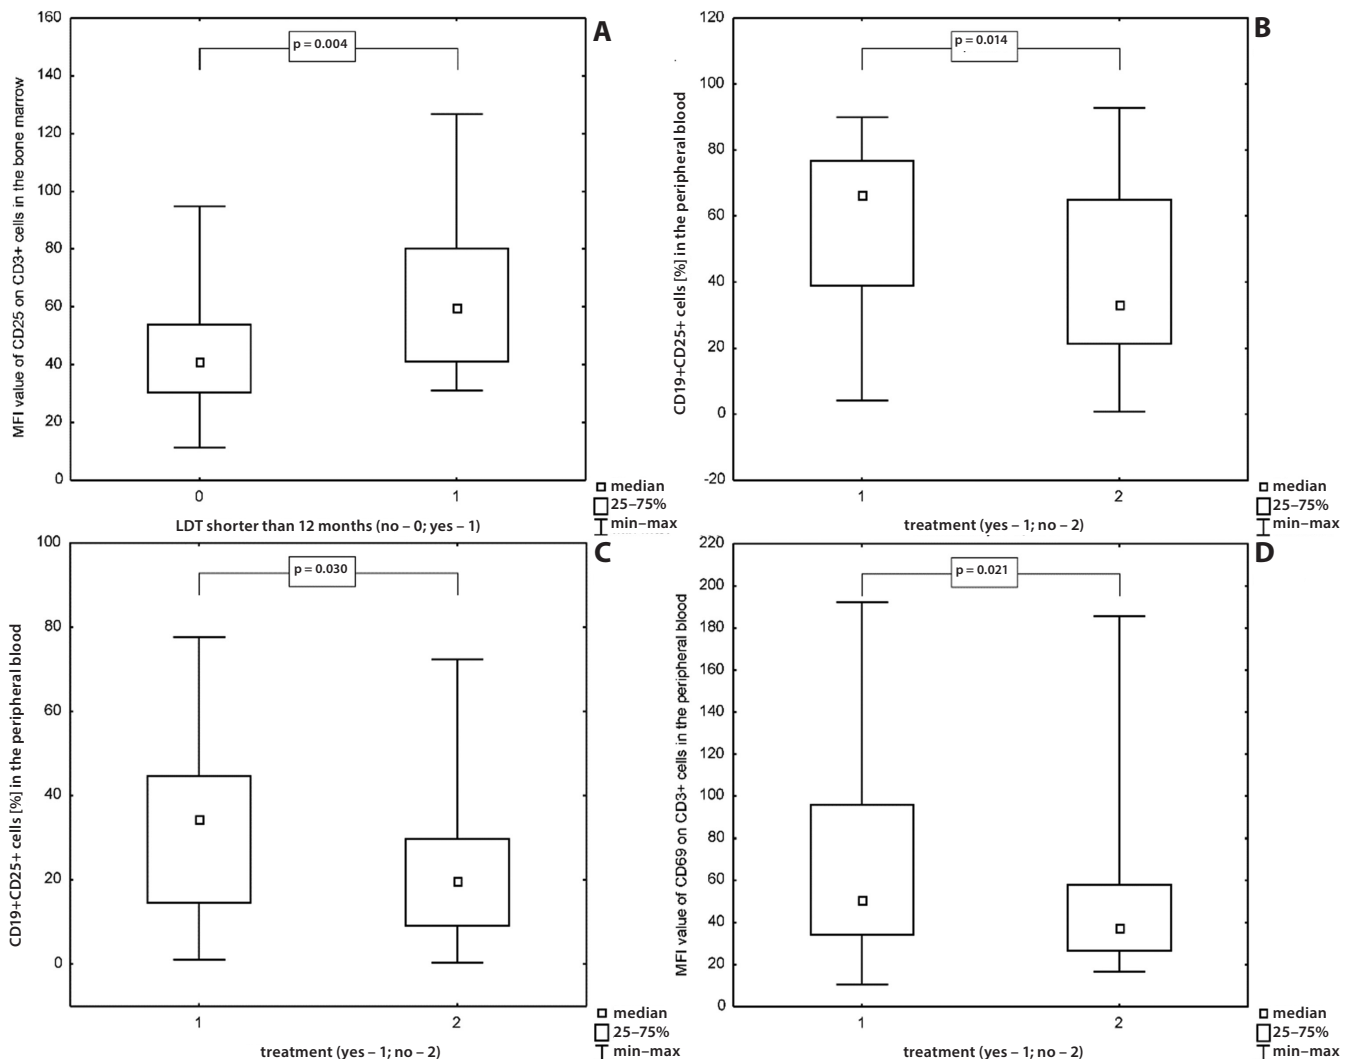 A
p = 0.004
MFI value of CD25 on CD3+ cells in the bone marrow
160
140
120
100
80
60
40
20
0
0 1
LDT shorter than 12 months (no – 0; yes – 1)
median
25–75%
min–max
B
p = 0.014
CD19+CD25+ cells [%] in the peripheral blood
120
100
80
60
40
20
0
-20
1 2
treatment (yes – 1; no – 2)
median
25–75%
min–max
C
p = 0.030
CD19+CD25+ cells [%] in the peripheral blood
100
80
60
40
20
0
1 2
treatment (yes – 1; no – 2)
median
25–75%
min–max
D
p = 0.021
MFI value of CD69 on CD3+ cells in the peripheral blood
220
200
180
160
140
120
100
80
60
40
20
0
1 2
treatment (yes – 1; no – 2)
median
25–75%
min–max